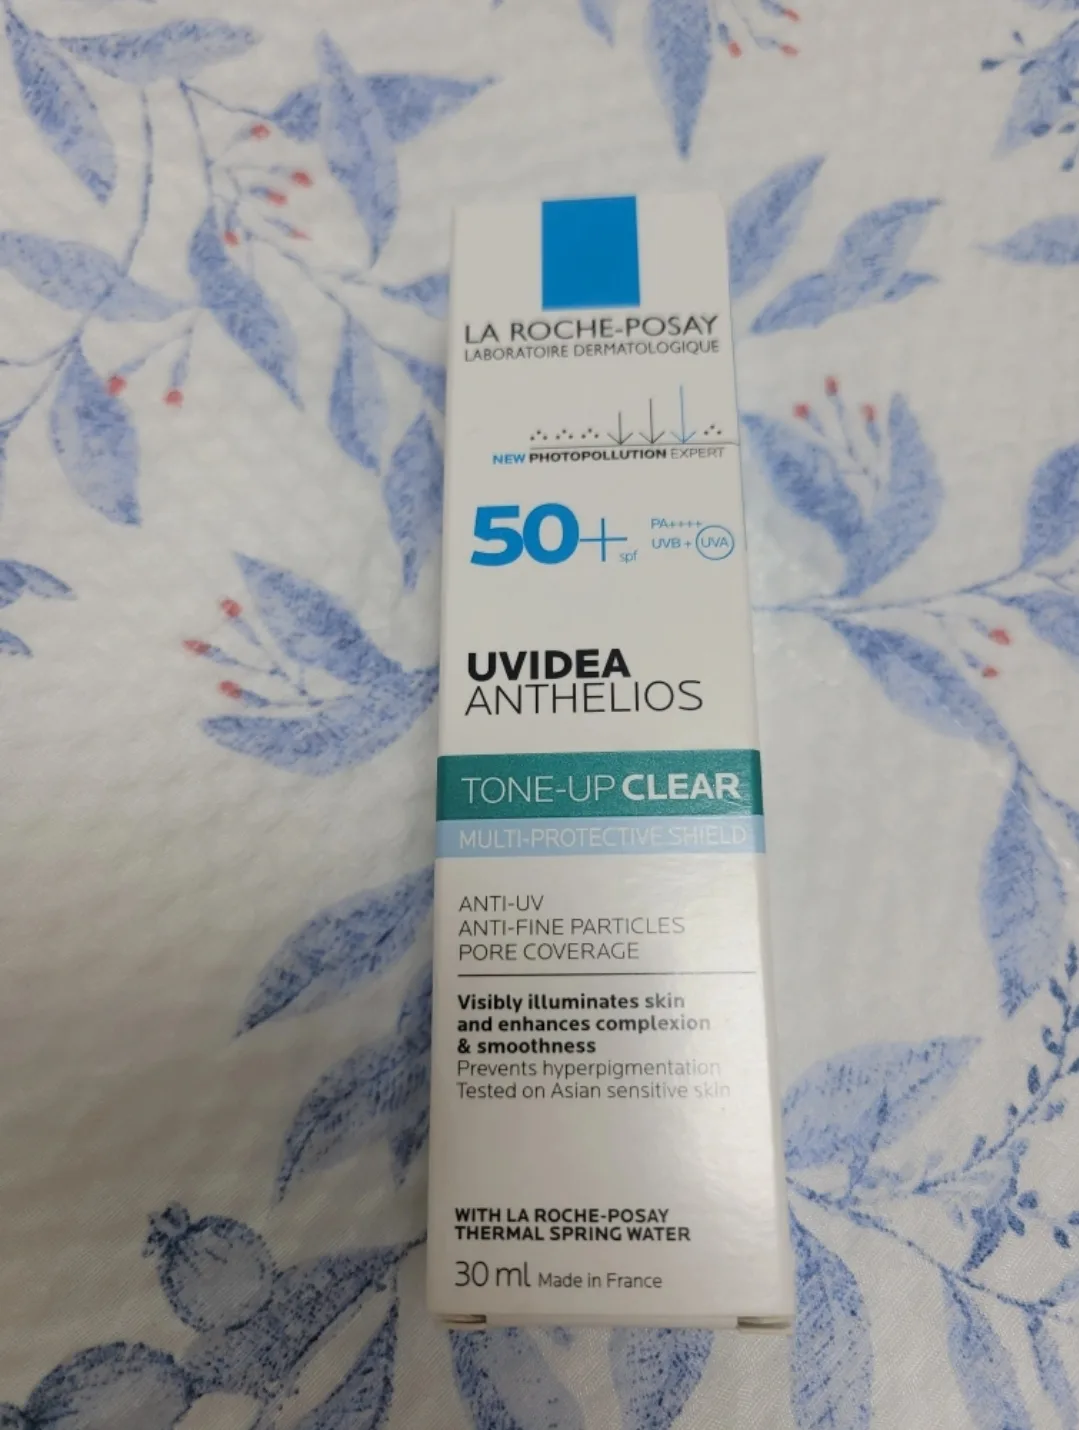 LA ROCHE-POSAY
LABORATOIRE DERMATOLOGIQUE
NEW PHOTOPOLLUTION EXPERT
50+ spf
PA++++
UVB + UVA
UVIDEA
ANTHELIOS
TONE-UP CLEAR
MULTI-PROTECTIVE SHIELD
ANTI-UV
ANTI-FINE PARTICLES
PORE COVERAGE
Visibly illuminates skin
and enhances complexion
& smoothness
Prevents hyperpigmentation
Tested on Asian sensitive skin
WITH LA ROCHE-POSAY
THERMAL SPRING WATER
30 ml Made in France